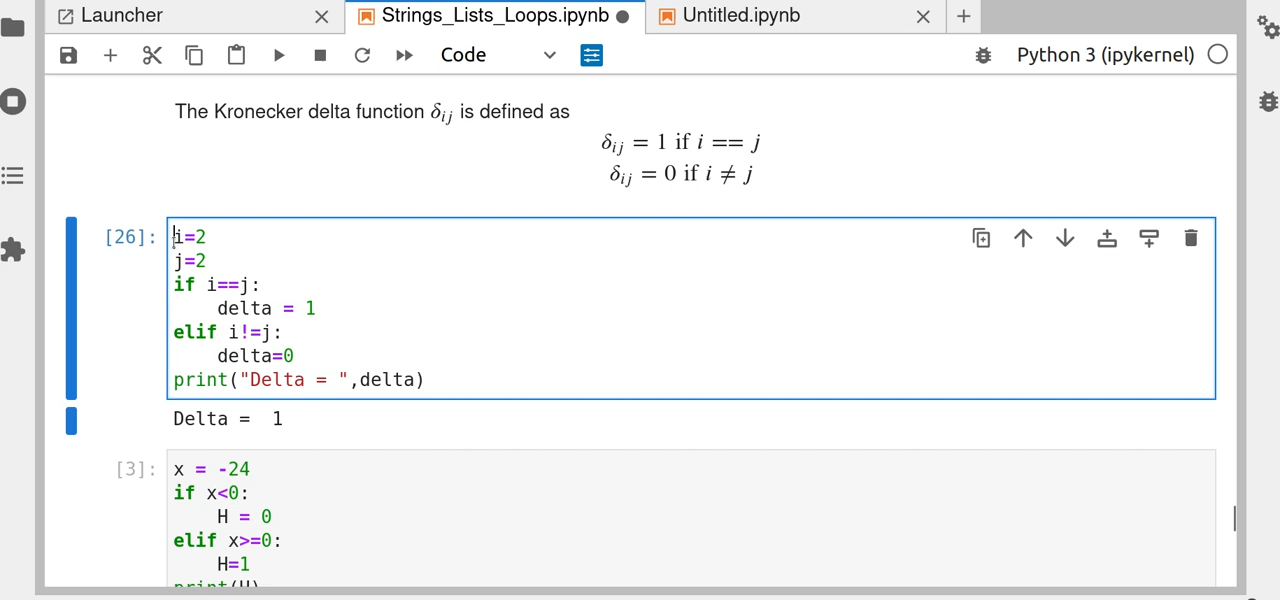 Launcher
Strings_Lists_Loops.ipynb
Untitled.ipynb
Code
Python 3 (ipykernel)
The Kronecker delta function δij is defined as
δij = 1 if i == j
δij = 0 if i ≠ j
[26]:
i=2
j=2
if i==j:
    delta = 1
elif i!=j:
    delta=0
print("Delta = ",delta)
Delta =  1
[3]:
x = -24
if x<0:
    H = 0
elif x>=0:
    H=1
print(H)